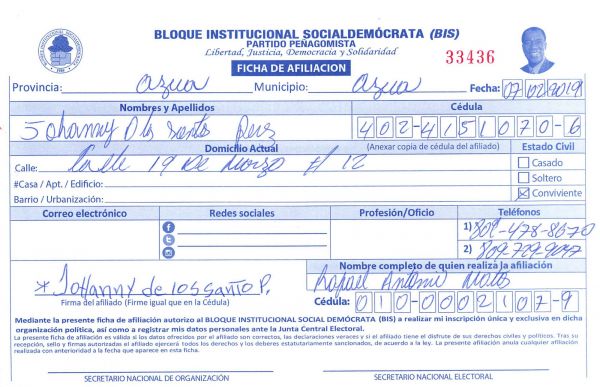 BLOQUE INSTITUCIONAL SOCIALDEMÓCRATA (BIS)
PARTIDO PEÑAGOMISTA
Libertad, Justicia, Democracia y Solidaridad
33436
FICHA DE AFILIACION
Provincia: Azua Municipio: Azua Fecha: 07/02/2019
Nombres y Apellidos Cédula
Johanny D los Santos Perez 402-4151070-6
Domicilio Actual (Anexar copia de cédula del afiliado) Estado Civil
Calle: Calle 19 De Marzo # 12 Casado
#Casa / Apt. / Edificio: Soltero
Barrio / Urbanización: Conviviente
Correo electrónico Redes sociales Profesión/Oficio Teléfonos
1) 809-478-8670
2) 809-729-9047
Nombre completo de quien realiza la afiliación
* JoHanny de los santo P. Rafael Antonio
Firma del afiliado (Firme igual que en la Cédula) Cédula: 010-0002107-9
Mediante la presente ficha de afiliación autorizo al BLOQUE INSTITUCIONAL SOCIAL DEMÓCRATA (BIS) a realizar mi inscripción única y exclusiva en dicha
organización política, así como a registrar mis datos personales ante la Junta Central Electoral.
La presente ficha de afiliación es válida si los datos ofrecidos por el afiliado son correctos, las declaraciones veraces y si el afiliado tiene el disfrute de sus derechos civiles y políticos. Tras su
recepción, sello y firmas autorizadas si afiliado ejercerá todos los derechos y los deberes estatutariamente sancionados, de acuerdo a la ley. La presente afiliación anula cualquier afiliación
realizada con anterioridad a la fecha que aparece en esta ficha.
SECRETARIO NACIONAL DE ORGANIZACIÓN SECRETARIO NACIONAL ELECTORAL